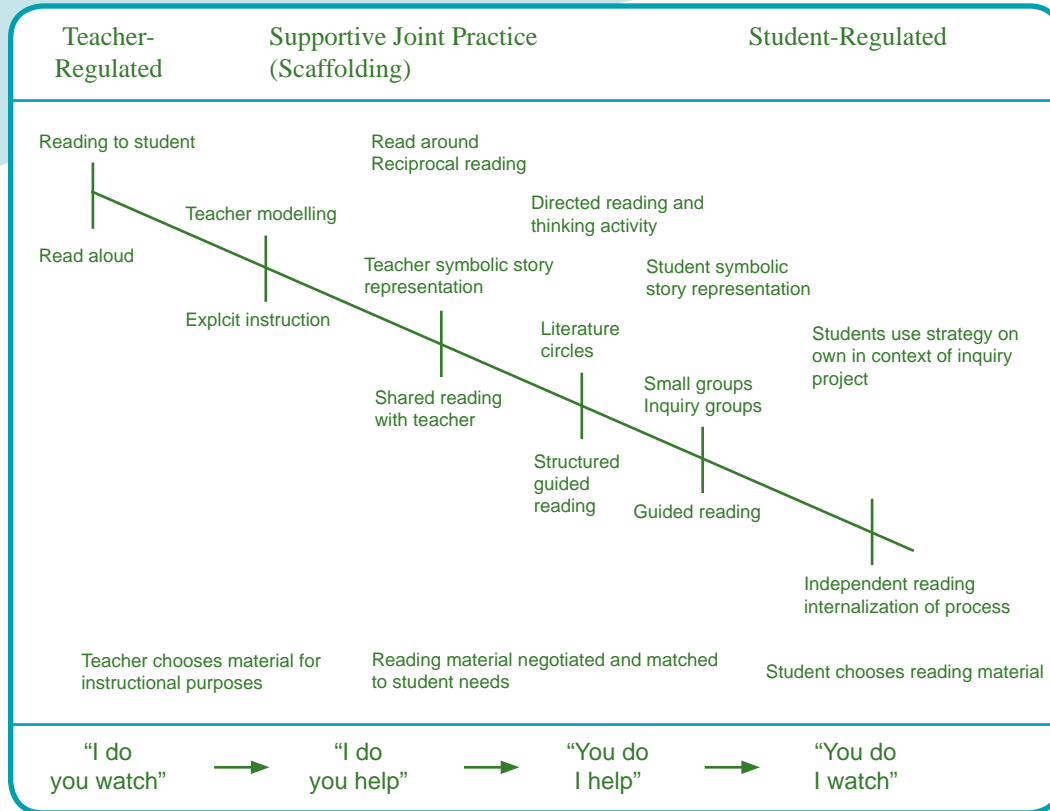 Teacher-
Regulated
Supportive Joint Practice
(Scaffolding)
Student-Regulated
Reading to student
Read around
Reciprocal reading
Teacher modelling
Directed reading and
thinking activity
Read aloud
Teacher symbolic story
representation
Student symbolic
story representation
Explcit instruction
Literature
circles
Students use strategy on
own in context of inquiry
project
Shared reading
with teacher
Small groups
Inquiry groups
Structured
guided
reading
Guided reading
Independent reading
internalization of process
Teacher chooses material for
instructional purposes
Reading material negotiated and matched
to student needs
Student chooses reading material
“I do
you watch”
“I do
you help”
“You do
I help”
“You do
I watch”